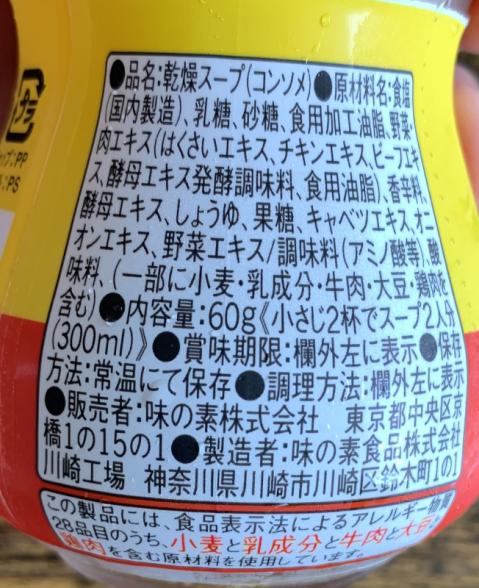 ●品名:乾燥スープ(コンソメ)●原材料名:食塩
(国内製造)、乳糖、砂糖、食用加工油脂、野菜・
肉エキス(はくさいエキス、チキンエキス、ビーフエキ
ス、酵母エキス発酵調味料、食用油脂)、香辛料、
酵母エキス、しょうゆ、果糖、キャベツエキス、オニ
オンエキス、野菜エキス/調味料(アミノ酸等)、酸
味料、(一部に小麦・乳成分・牛肉・大豆・鶏肉を
含む)●内容量:60g《小さじ2杯でスープ2人分
(300ml)》●賞味期限:欄外左に表示●保存
方法:常温にて保存●調理方法:欄外左に表示
●販売者:味の素株式会社 東京都中央区京
橋1の15の1●製造者:味の素食品株式会社
川崎工場 神奈川県川崎市川崎区鈴木町1の1
この製品には、食品表示法によるアレルギー物質
28品目のうち、小麦と乳成分と牛肉と大豆と
鶏肉を含む原材料を使用しています。
プラ
:PP
:PS